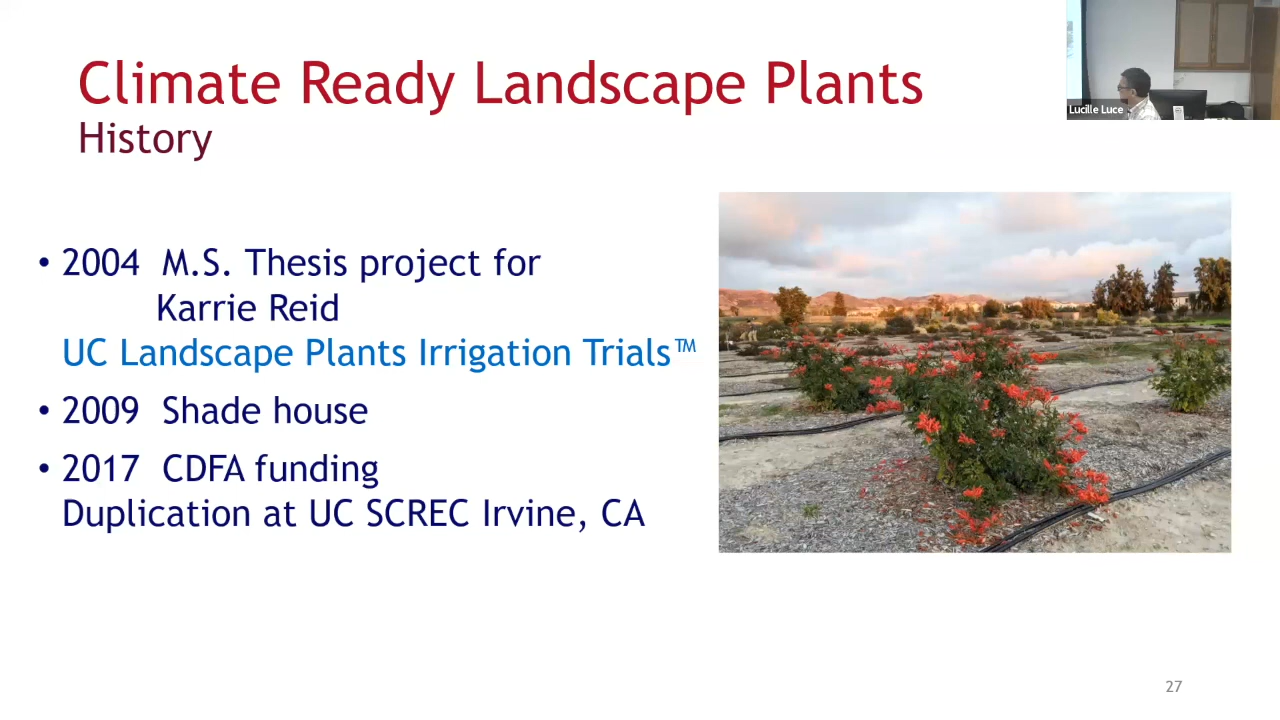 Climate Ready Landscape Plants
History
Lucille Luce
• 2004 M.S. Thesis project for
Karrie Reid
UC Landscape Plants Irrigation Trials™
• 2009 Shade house
• 2017 CDFA funding
Duplication at UC SCREC Irvine, CA
27